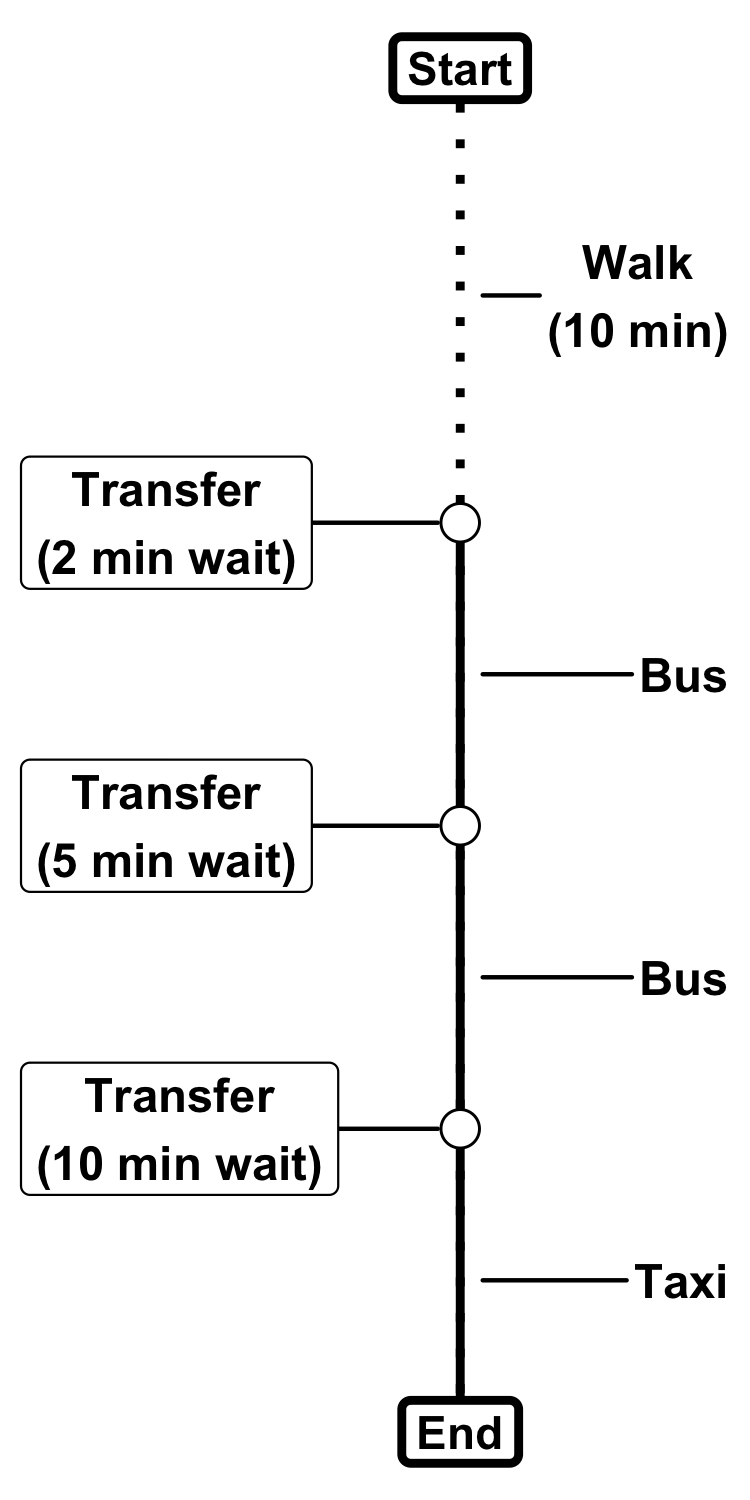 Start
Walk
(10 min)
Transfer
(2 min wait)
Bus
Transfer
(5 min wait)
Bus
Transfer
(10 min wait)
Taxi
End